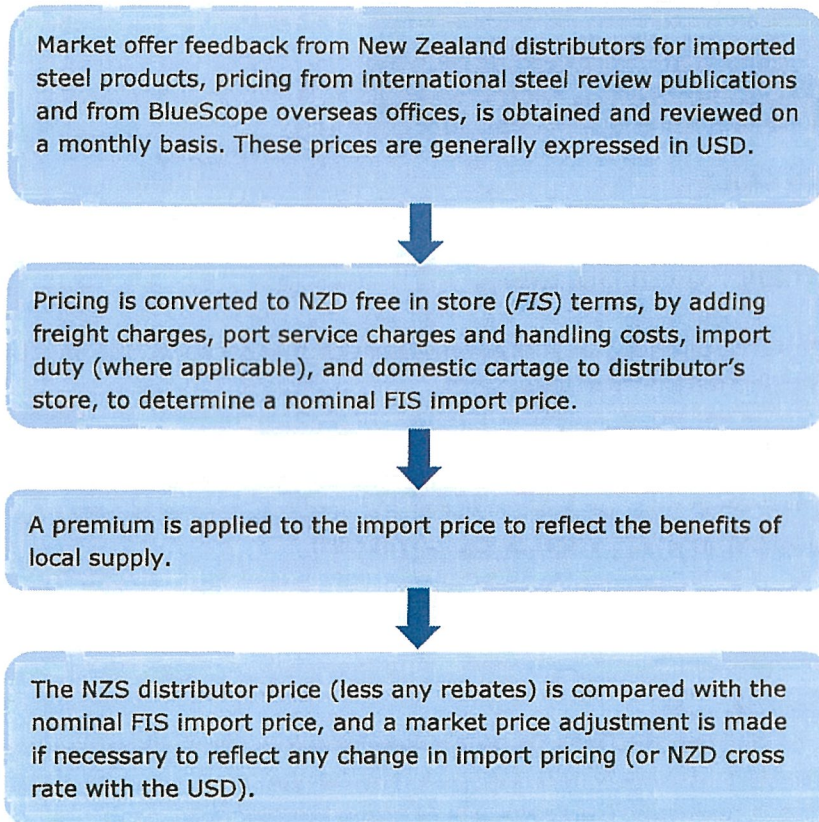 Market offer feedback from New Zealand distributors for imported
steel products, pricing from international steel review publications
and from BlueScope overseas offices, is obtained and reviewed on
a monthly basis. These prices are generally expressed in USD.
Pricing is converted to NZD free in store (FIS) terms, by adding
freight charges, port service charges and handling costs, import
duty (where applicable), and domestic cartage to distributor's
store, to determine a nominal FIS import price.
A premium is applied to the import price to reflect the benefits of
local supply.
The NZS distributor price (less any rebates) is compared with the
nominal FIS import price, and a market price adjustment is made
if necessary to reflect any change in import pricing (or NZD cross
rate with the USD).